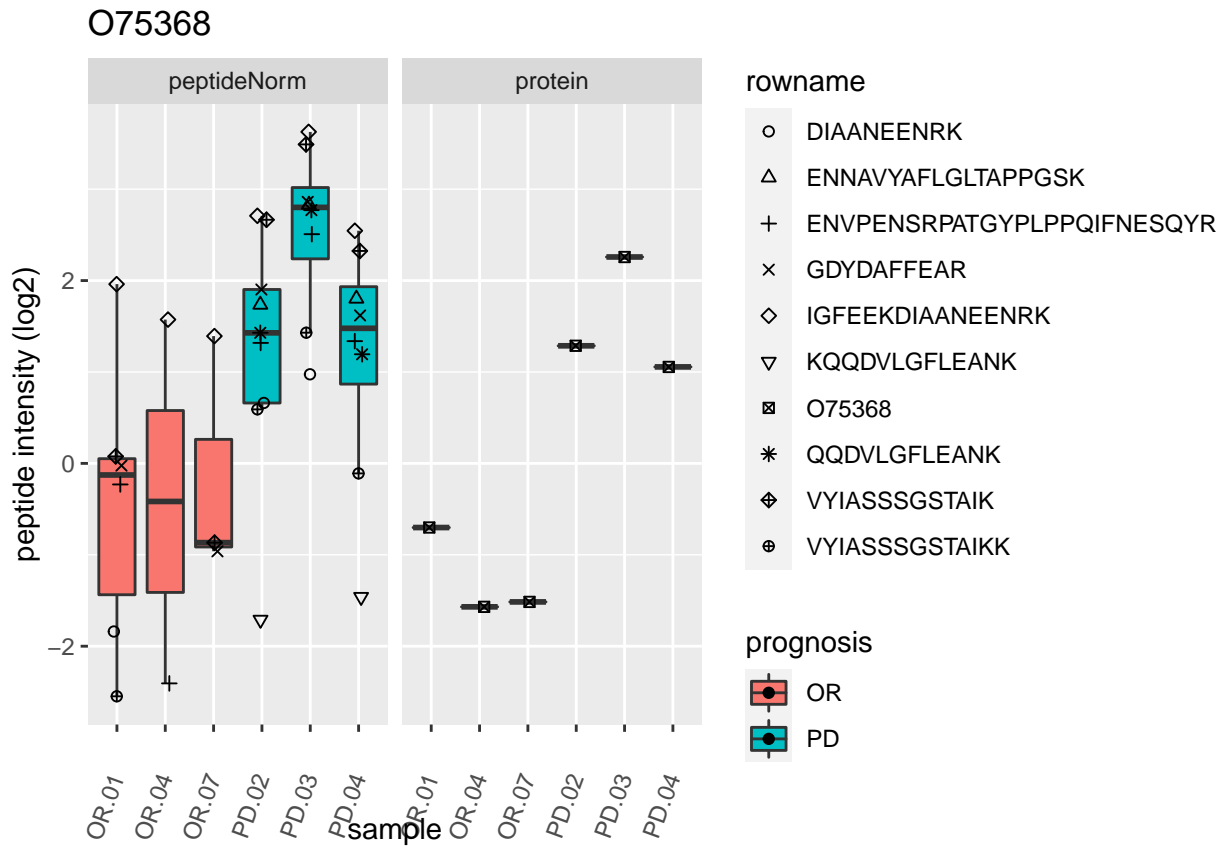 O75368
peptideNorm
protein
peptide intensity (log2)
2
0
−2
OR.01
OR.04
OR.07
PD.02
PD.03
PD.04
OR.01
OR.04
OR.07
PD.02
PD.03
PD.04
sample
rowname
DIAANEENRK
ENNAVYAFLGLTAPPGSK
ENVPENSRPATGYPLPPQIFNESQYR
GDYDAFFEAR
IGFEEKDIAANEENRK
KQQDVLGFLEANK
O75368
QQDVLGFLEANK
VYIASSSGSTAIK
VYIASSSGSTAIKK
prognosis
OR
PD